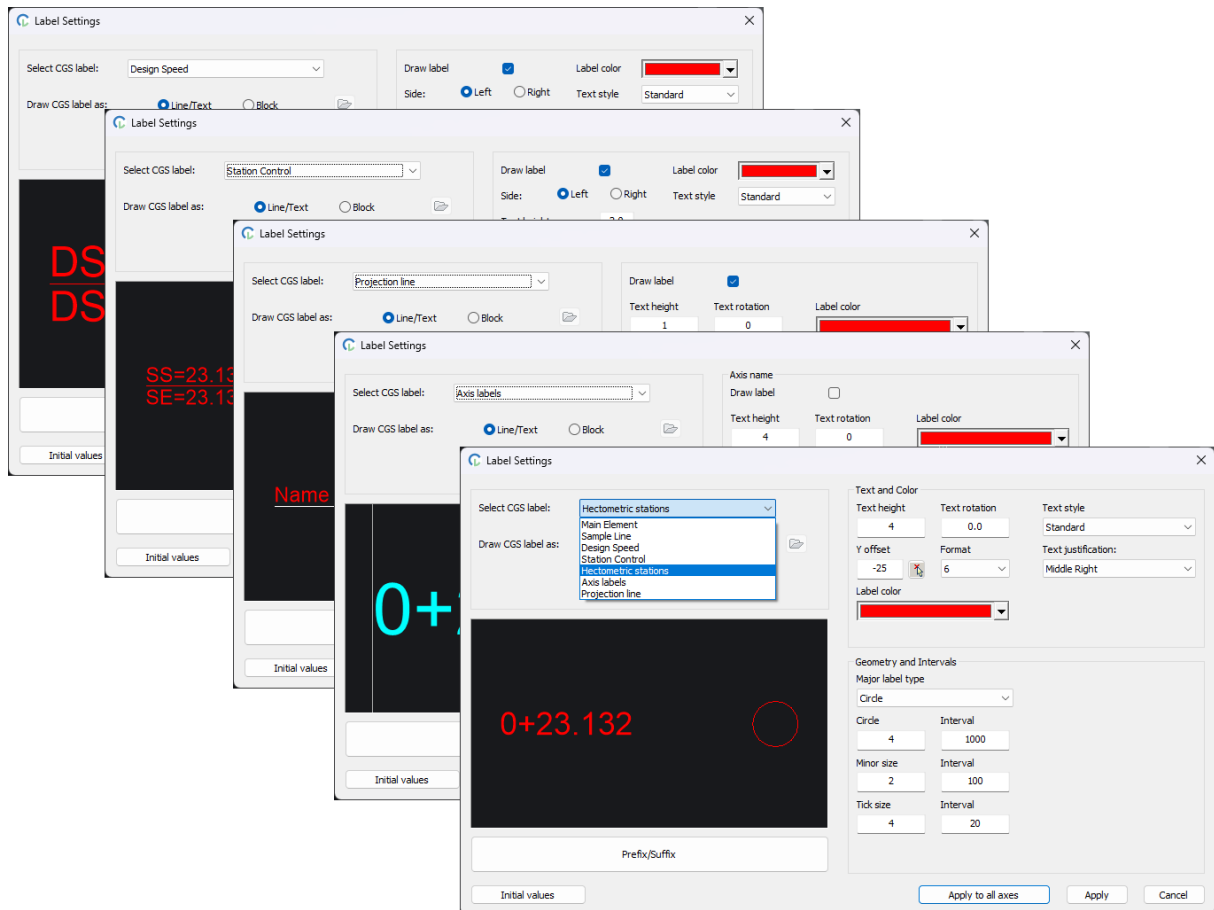 Label Settings
Select CGS label: Design Speed
Draw label Label color
Side: Left Right Text style Standard
Draw CGS label as: Line/Text Block
DS
DS
Initial values
Label Settings
Select CGS label: Station Control
Draw label Label color
Side: Left Right Text style Standard
Draw CGS label as: Line/Text Block
SS=23.13
SE=23.13
Initial values
Label Settings
Select CGS label: Projection line
Draw label
Text height Text rotation Label color
1 0
Draw CGS label as: Line/Text Block
Name
Initial values
Label Settings
Axis name
Select CGS label: Axis labels
Draw label
Text height Text rotation Label color
4 0
Draw CGS label as: Line/Text Block
0+
Initial values
Label Settings
Select CGS label: Hectometric stations
Main Element
Sample Line
Design Speed
Station Control
Hectometric stations
Axis labels
Projection line
Draw CGS label as:
0+23.132
Prefix/Suffix
Initial values
Text and Color
Text height Text rotation Text style
4 0.0 Standard
Y offset Format Text justification:
-25 6 Middle Right
Label color
Geometry and Intervals
Major label type
Circle
Circle Interval
4 1000
Minor size Interval
2 100
Tick size Interval
4 20
Apply to all axes Apply Cancel